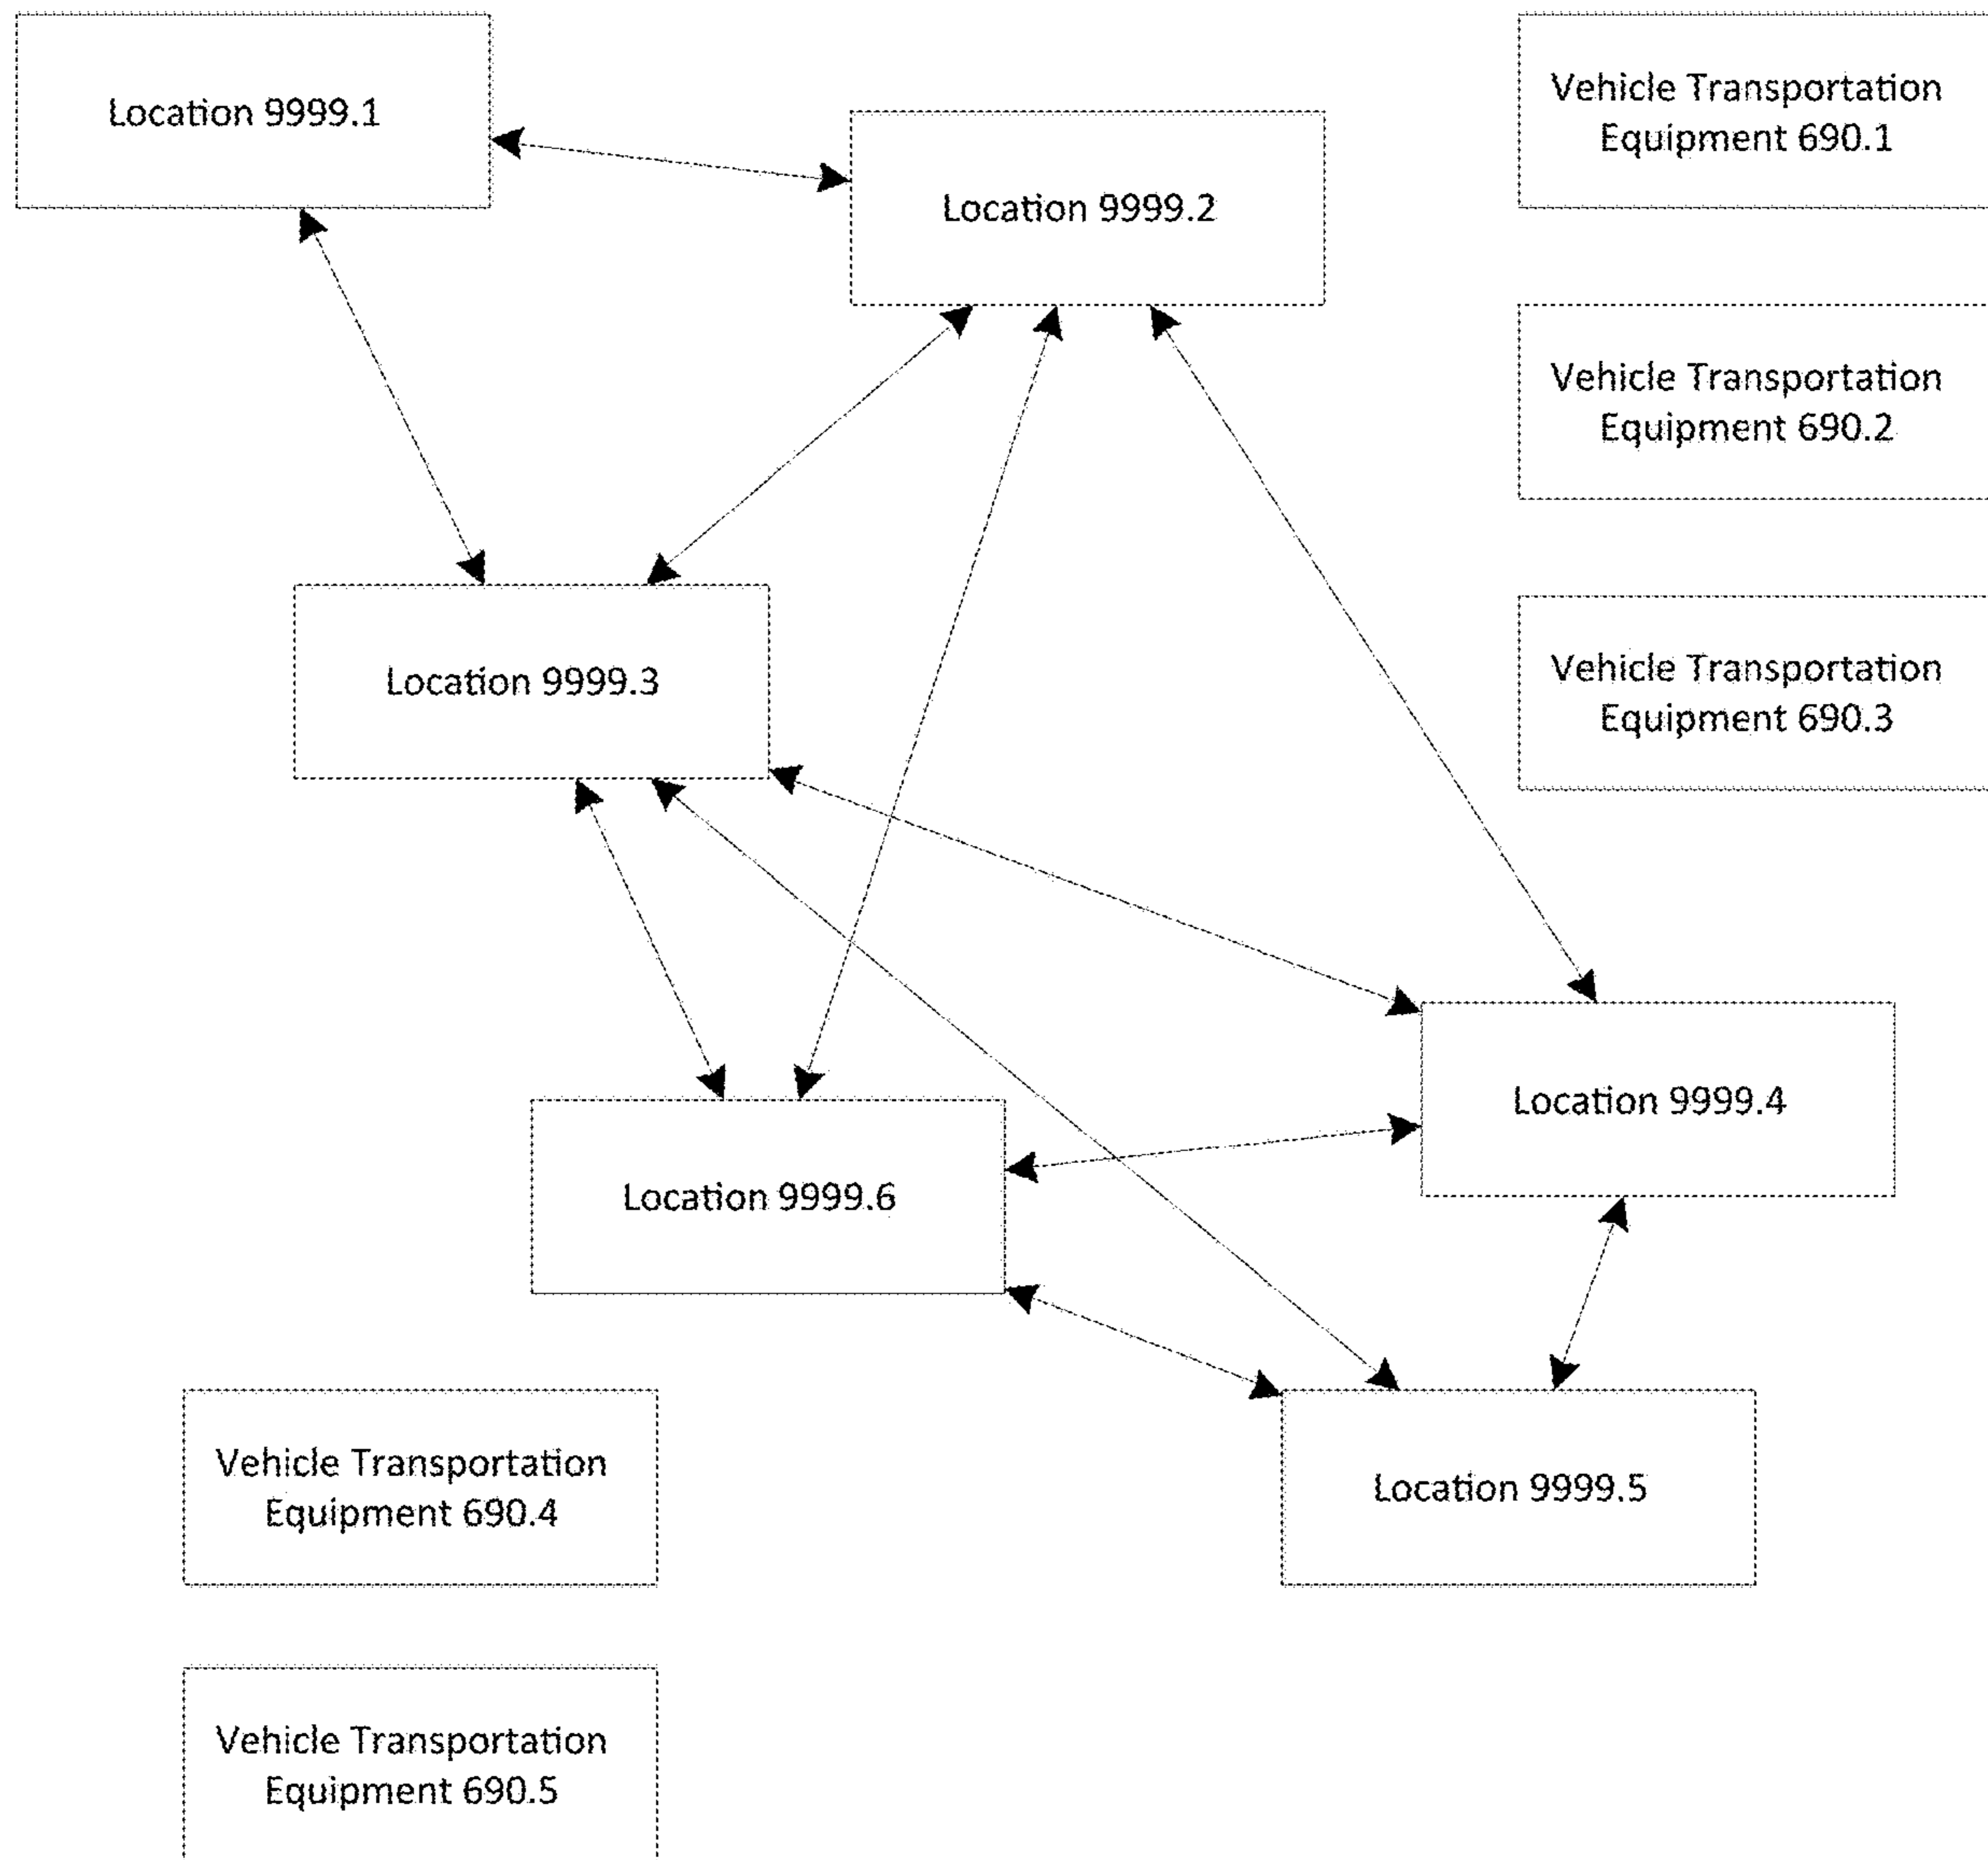 Location 9999.1
Location 9999.2
Vehicle Transportation
Equipment 690.1
Vehicle Transportation
Equipment 690.2
Location 9999.3
Vehicle Transportation
Equipment 690.3
Location 9999.4
Location 9999.6
Location 9999.5
Vehicle Transportation
Equipment 690.4
Vehicle Transportation
Equipment 690.5